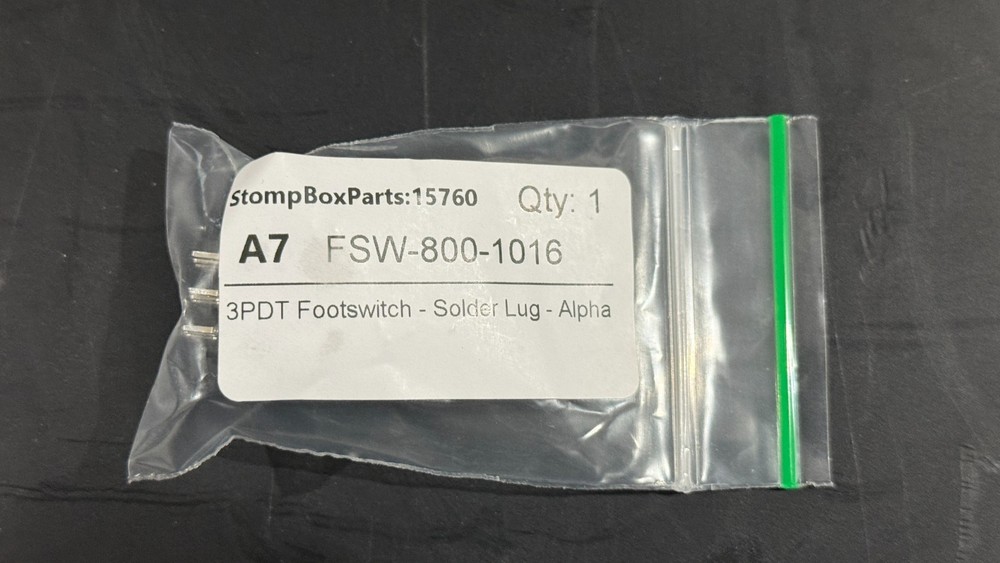 StompBoxParts:15760 Qty: 1
A7 FSW-800-1016
3PDT Footswitch - Solder Lug - Alpha